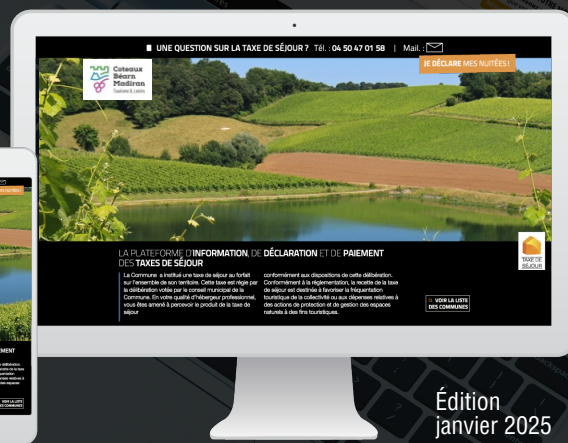 UNE QUESTION SUR LA TAXE DE SÉJOUR ? Tél. : 04 50 47 01 58 | Mail. :
JE DÉCLARE MES NUITÉES !
Coteaux
Béarn
Madiran
Tourisme & Loisirs
LA PLATEFORME D'INFORMATION, DE DÉCLARATION ET DE PAIEMENT
DES TAXES DE SÉJOUR
La Commune a institué une taxe de séjour au forfait
sur l'ensemble de son territoire. Cette taxe est régie par
la délibération votée par le conseil municipal de la
Commune. En votre qualité d'hébergeur professionnel,
vous êtes amené à percevoir le produit de la taxe de
séjour
conformément aux dispositions de cette délibération.
Conformément à la réglementation, la recette de la taxe
de séjour est destinée à favoriser la fréquentation
touristique de la collectivité ou aux dépenses relatives à
des actions de protection et de gestion des espaces
naturels à des fins touristiques.
TAXE DE
SÉJOUR
VOIR LA LISTE
DES COMMUNES
VOIR LA LISTE
DES COMMUNES
Édition
janvier 2025